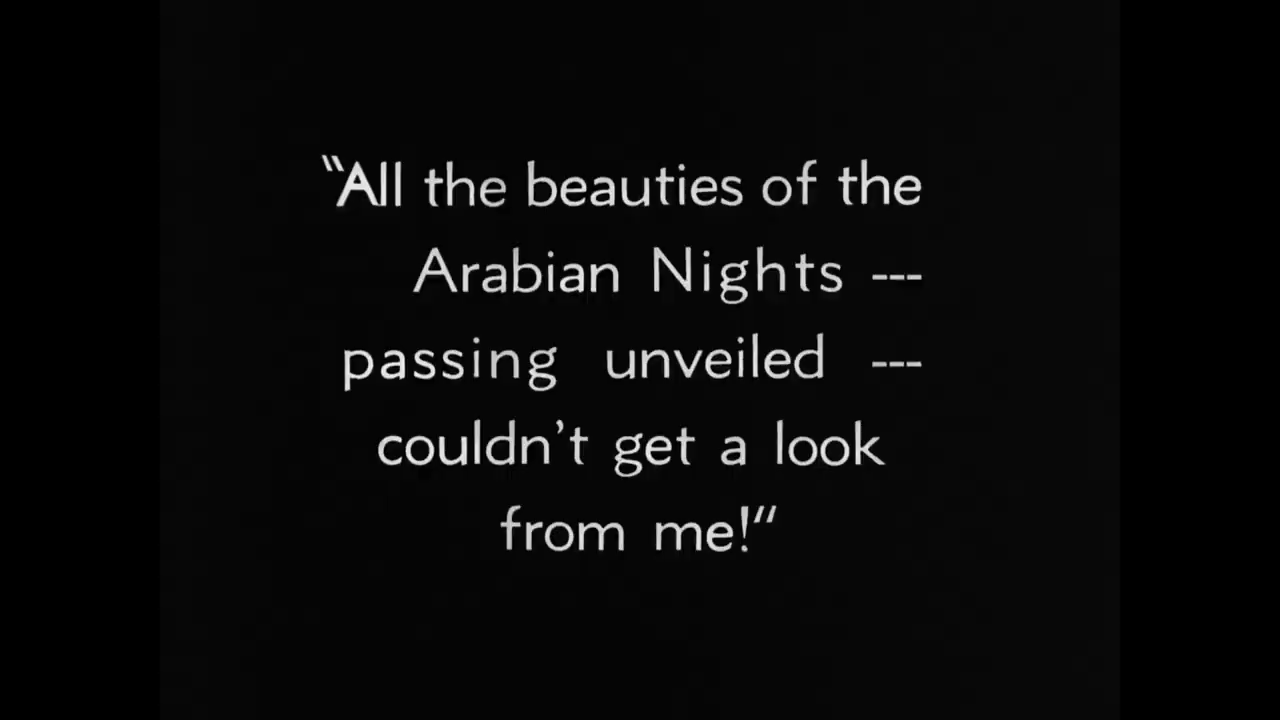 “All the beauties of the
Arabian Nights ---
passing unveiled ---
couldn’t get a look
from me!”